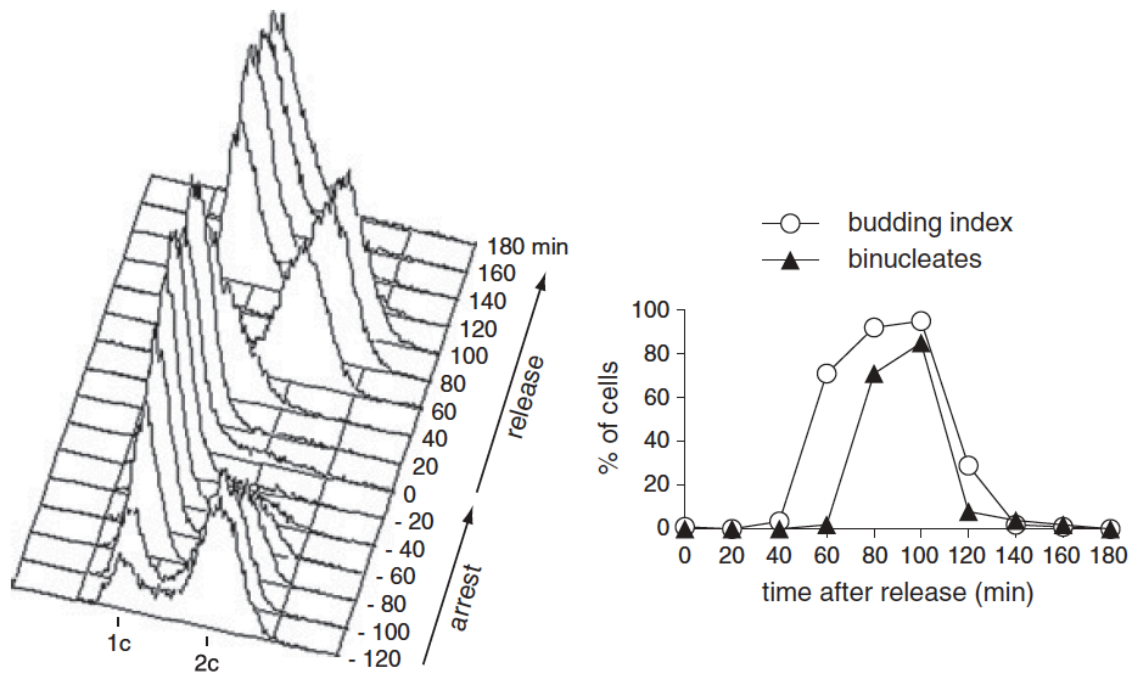 180 min
160
140
120
100
80
60
40
20
0
- 20
- 40
- 60
- 80
- 100
- 120
release
arrest
1c
2c
budding index
binucleates
% of cells
100
80
60
40
20
0
0 20 40 60 80 100 120 140 160 180
time after release (min)